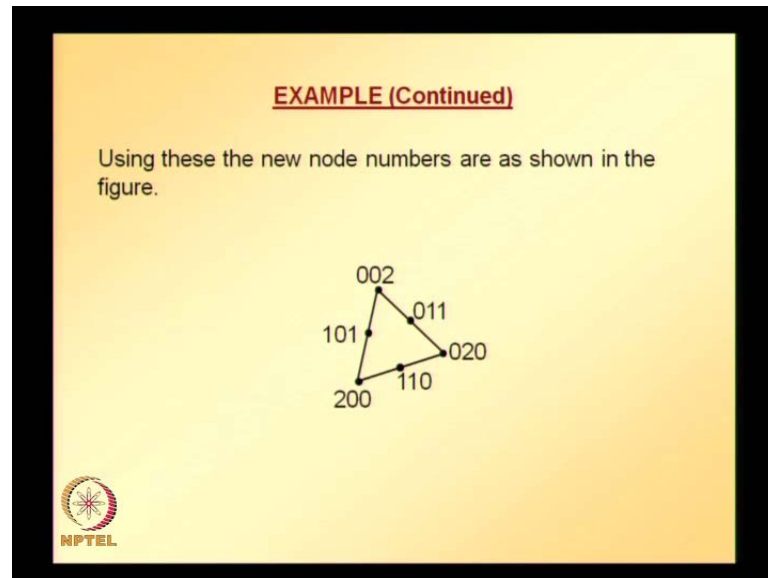 EXAMPLE (Continued)
Using these the new node numbers are as shown in the
figure.
002
011
101
020
110
200
NPTEL